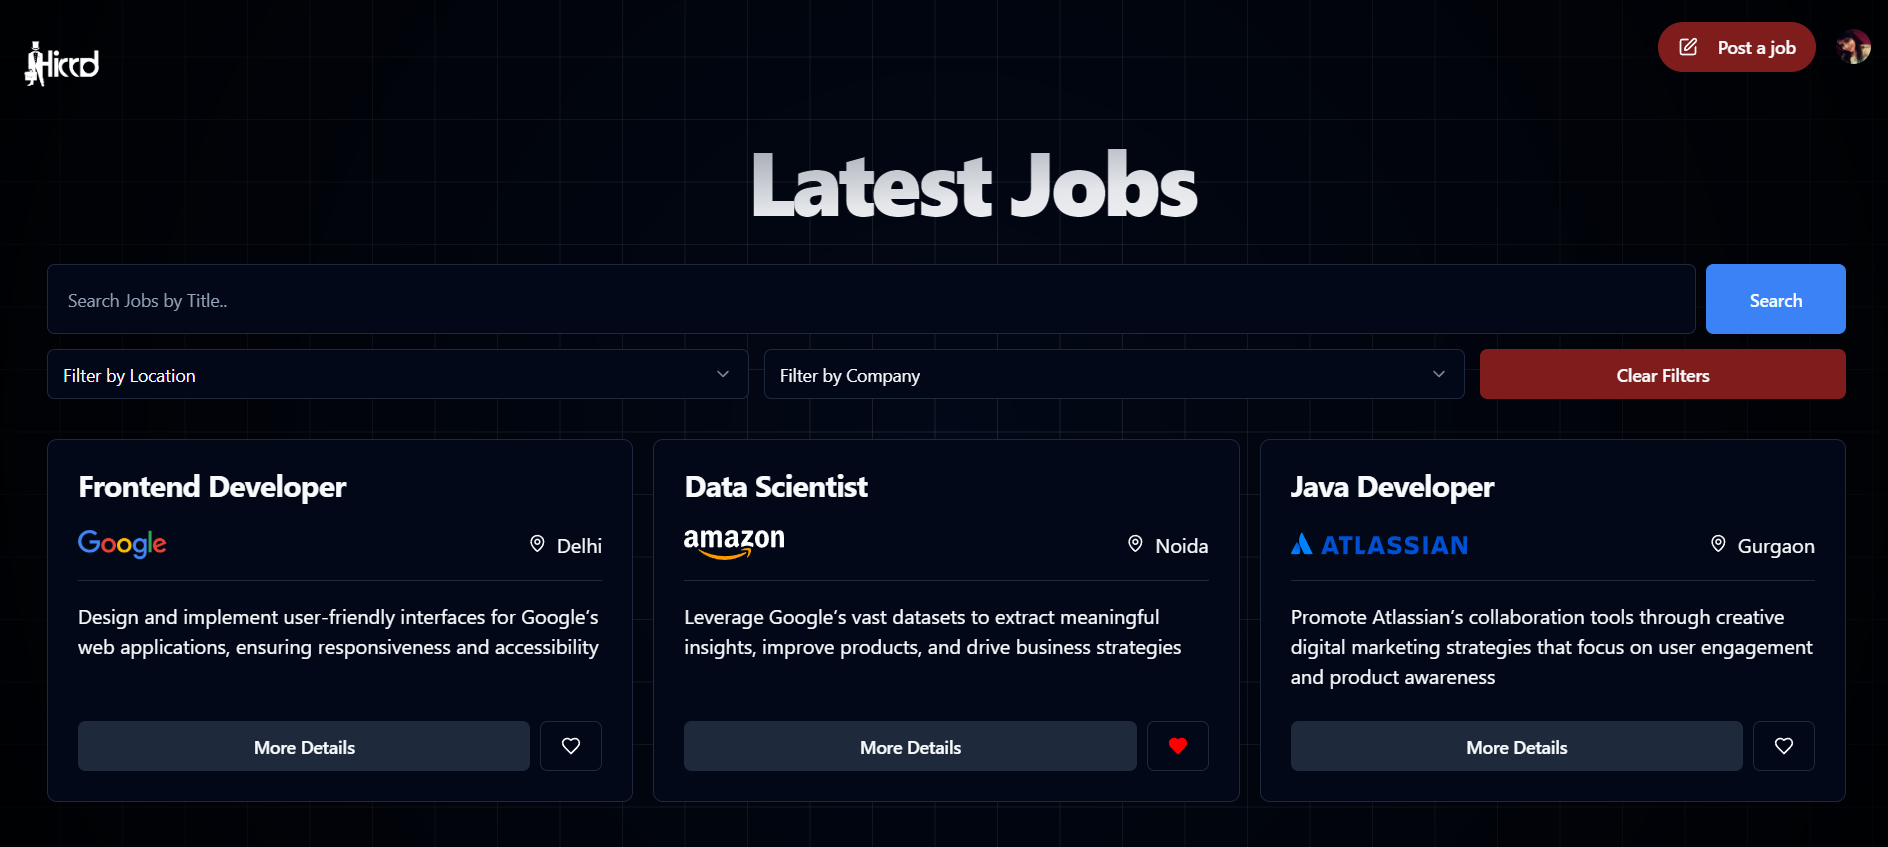 Hirrd
Post a job
Latest Jobs
Search Jobs by Title..
Search
Filter by Location
Filter by Company
Clear Filters
Frontend Developer
Google
Delhi
Design and implement user-friendly interfaces for Google's
web applications, ensuring responsiveness and accessibility
More Details
Data Scientist
amazon
Noida
Leverage Google's vast datasets to extract meaningful
insights, improve products, and drive business strategies
More Details
Java Developer
ATLASSIAN
Gurgaon
Promote Atlassian's collaboration tools through creative
digital marketing strategies that focus on user engagement
and product awareness
More Details